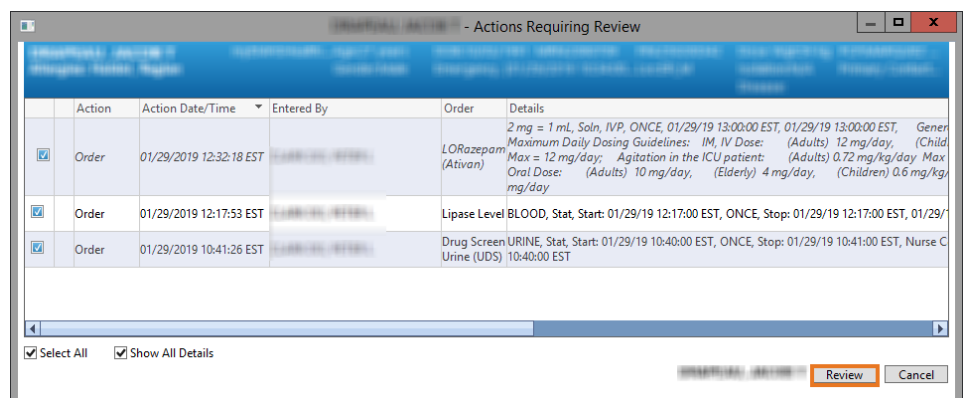 - Actions Requiring Review
Action Action Date/Time Entered By Order Details
Order 01/29/2019 12:32:18 EST LORazepam (Ativan)
2 mg = 1 mL, Soln, IVP, ONCE, 01/29/19 13:00:00 EST, 01/29/19 13:00:00 EST, Gener
Maximum Daily Dosing Guidelines: IM, IV Dose: (Adults) 12 mg/day, (Child
Max = 12 mg/day; Agitation in the ICU patient: (Adults) 0.72 mg/kg/day Max
Oral Dose: (Adults) 10 mg/day, (Elderly) 4 mg/day, (Children) 0.6 mg/kg/
mg/day
Order 01/29/2019 12:17:53 EST Lipase Level BLOOD, Stat, Start: 01/29/19 12:17:00 EST, ONCE, Stop: 01/29/19 12:17:00 EST, 01/29/
Order 01/29/2019 10:41:26 EST Drug Screen Urine (UDS)
URINE, Stat, Start: 01/29/19 10:40:00 EST, ONCE, Stop: 01/29/19 10:41:00 EST, Nurse C
10:40:00 EST
Select All Show All Details
Review Cancel